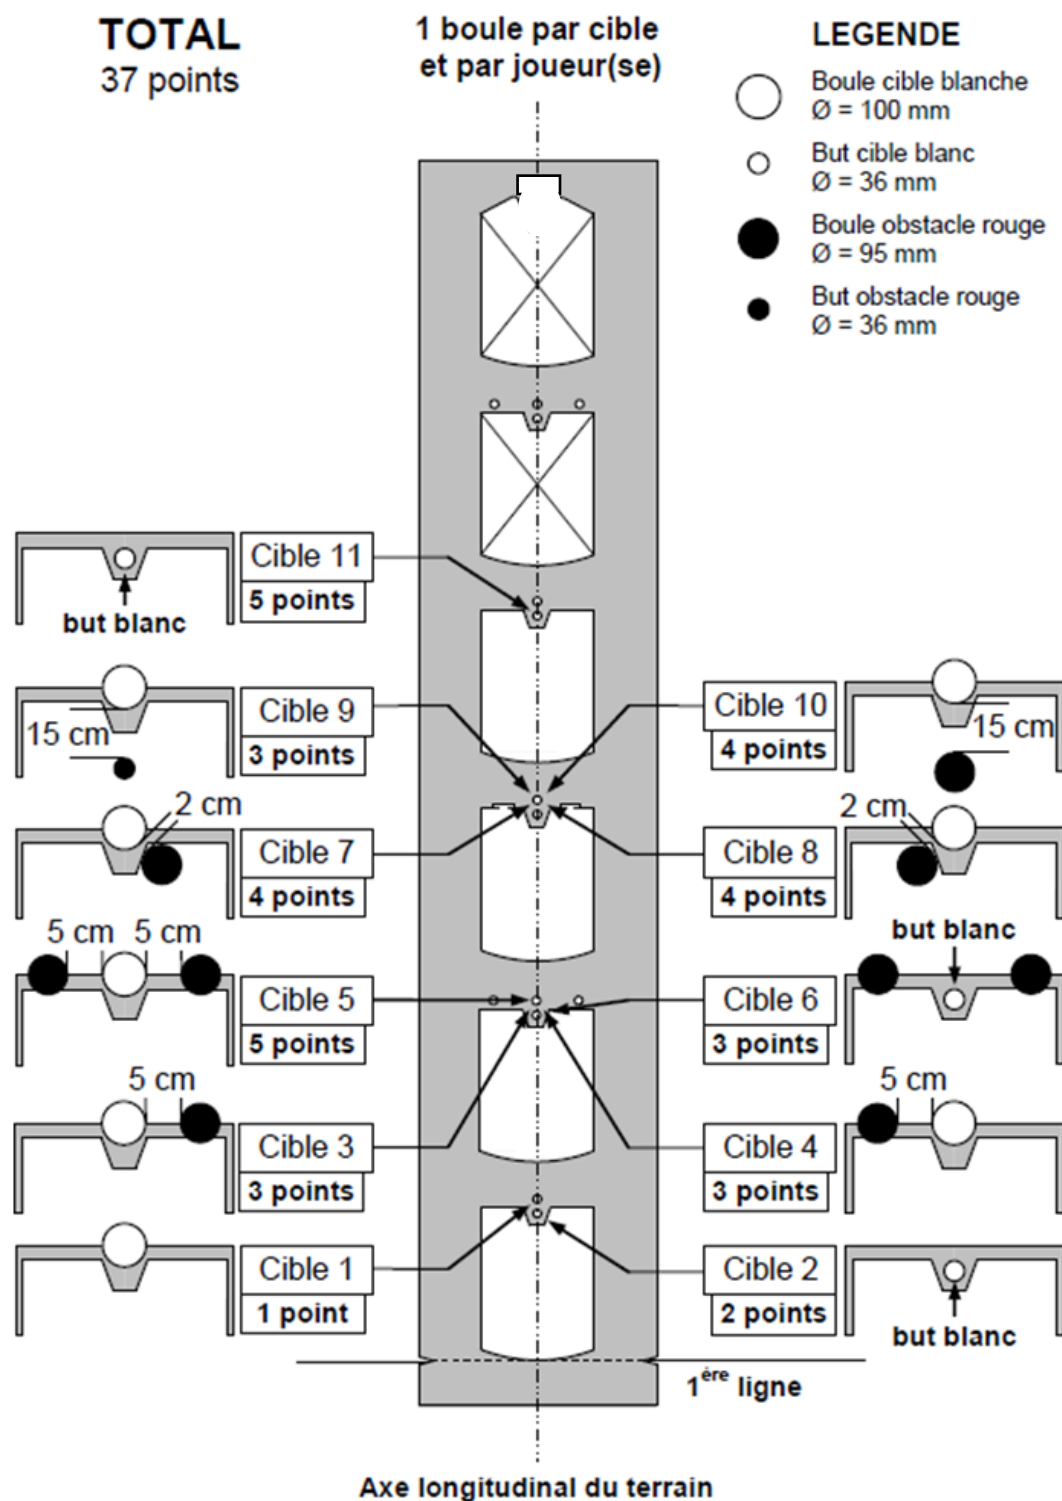 TOTAL
37 points
1 boule par cible
et par joueur(se)
LEGENDE
Boule cible blanche
Ø = 100 mm
But cible blanc
Ø = 36 mm
Boule obstacle rouge
Ø = 95 mm
But obstacle rouge
Ø = 36 mm
Cible 11
5 points
but blanc
Cible 9
3 points
15 cm
Cible 10
4 points
15 cm
2 cm
Cible 7
4 points
2 cm
Cible 8
4 points
5 cm 5 cm
Cible 5
5 points
but blanc
Cible 6
3 points
5 cm
Cible 3
3 points
5 cm
Cible 4
3 points
Cible 1
1 point
Cible 2
2 points
but blanc
1ère ligne
Axe longitudinal du terrain